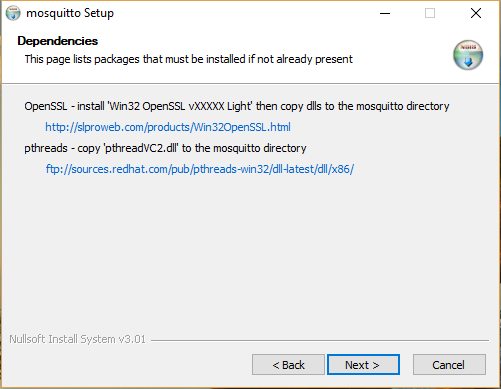 mosquitto Setup
Dependencies
This page lists packages that must be installed if not already present
OpenSSL - install 'Win32 OpenSSL vXXXXX Light' then copy dlls to the mosquitto directory
http://slproweb.com/products/Win32OpenSSL.html
pthreads - copy 'pthreadVC2.dll' to the mosquitto directory
ftp://sources.redhat.com/pub/pthreads-win32/dll-latest/dll/x86/
Nullsoft Install System v3.01
< Back
Next >
Cancel